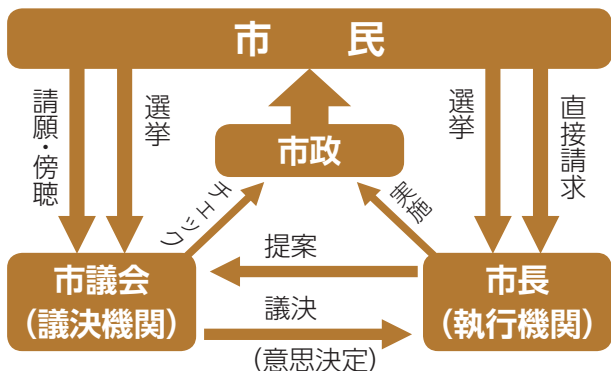 市　民
請願・傍聴
選挙
選挙
直接請求
市政
チェック
実施
市議会
（議決機関）
提案
議決
（意思決定）
市長
（執行機関）